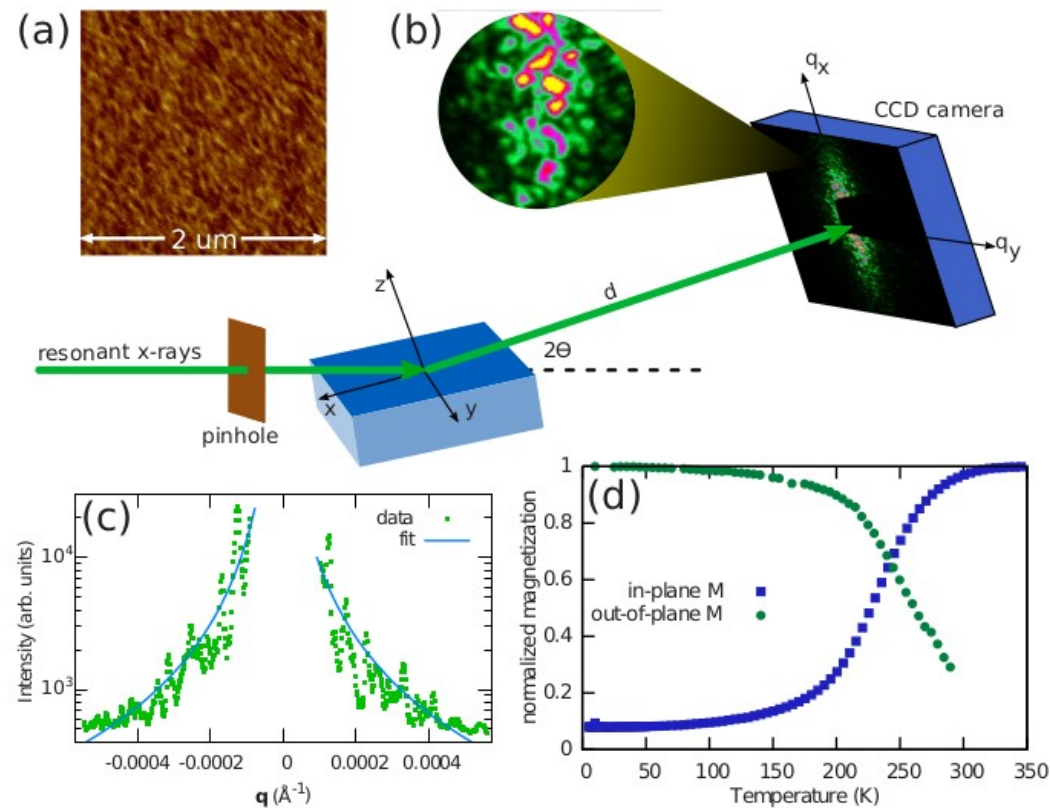 (a)
2 um
(b)
q_x
CCD camera
q_y
z
d
resonant x-rays
2Θ
x
y
pinhole
(c)
data
fit
Intensity (arb. units)
10^4
10^3
-0.0004
-0.0002
0
0.0002
0.0004
q (Å^-1)
(d)
normalized magnetization
1
0.8
0.6
0.4
0.2
0
in-plane M
out-of-plane M
0
50
100
150
200
250
300
350
Temperature (K)